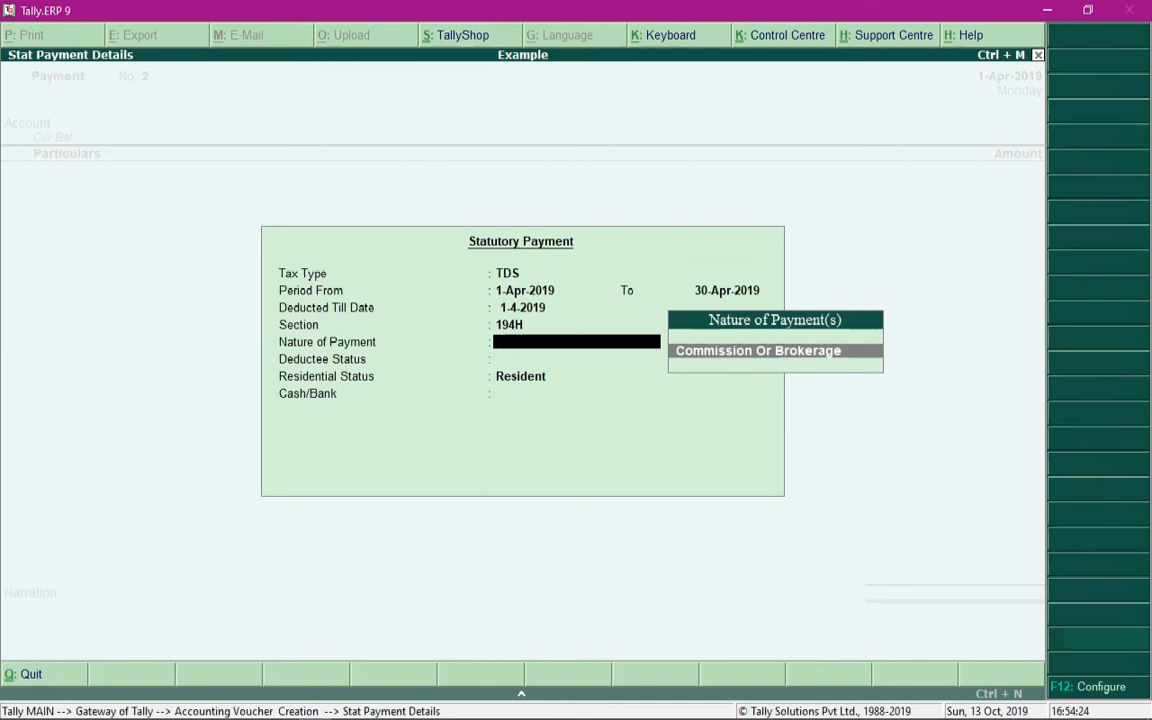 Tally.ERP 9
P: Print E: Export M: E-Mail O: Upload S: TallyShop G: Language K: Keyboard K: Control Centre H: Support Centre H: Help
Stat Payment Details Example Ctrl + M
Payment No. 2 1-Apr-2019
Monday
Account
Cur Bal
Particulars Amount
Statutory Payment
Tax Type : TDS
Period From : 1-Apr-2019 To 30-Apr-2019
Deducted Till Date : 1-4-2019
Section : 194H
Nature of Payment :
Deductee Status :
Residential Status : Resident
Cash/Bank :
Nature of Payment(s)
Commission Or Brokerage
Narration
Q: Quit
Ctrl + N
F12: Configure
Tally MAIN --> Gateway of Tally --> Accounting Voucher Creation --> Stat Payment Details © Tally Solutions Pvt Ltd., 1988-2019 Sun, 13 Oct, 2019 16:54:24